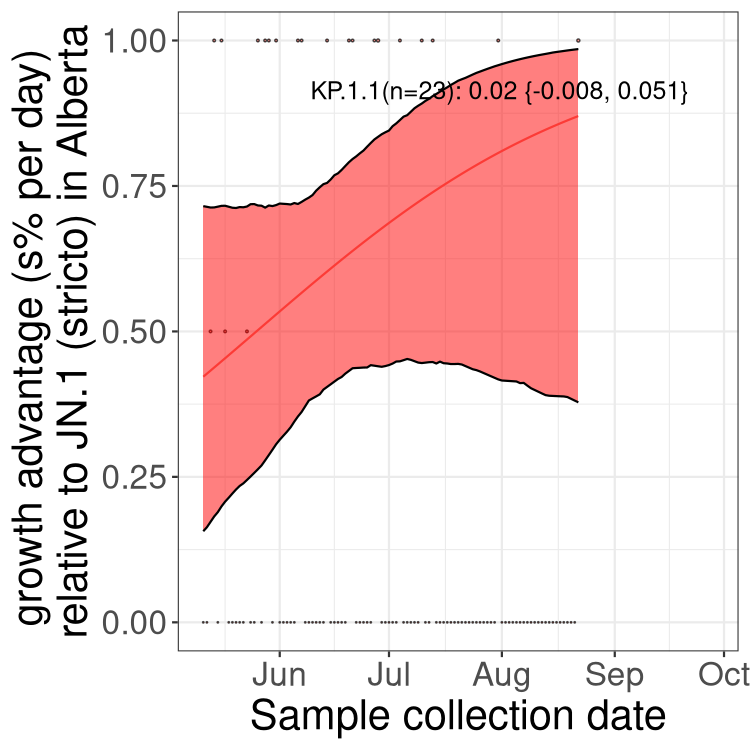 growth advantage (s% per day)
relative to JN.1 (stricto) in Alberta
1.00
0.75
0.50
0.25
0.00
KP.1.1(n=23): 0.02 {-0.008, 0.051}
Jun Jul Aug Sep Oct
Sample collection date